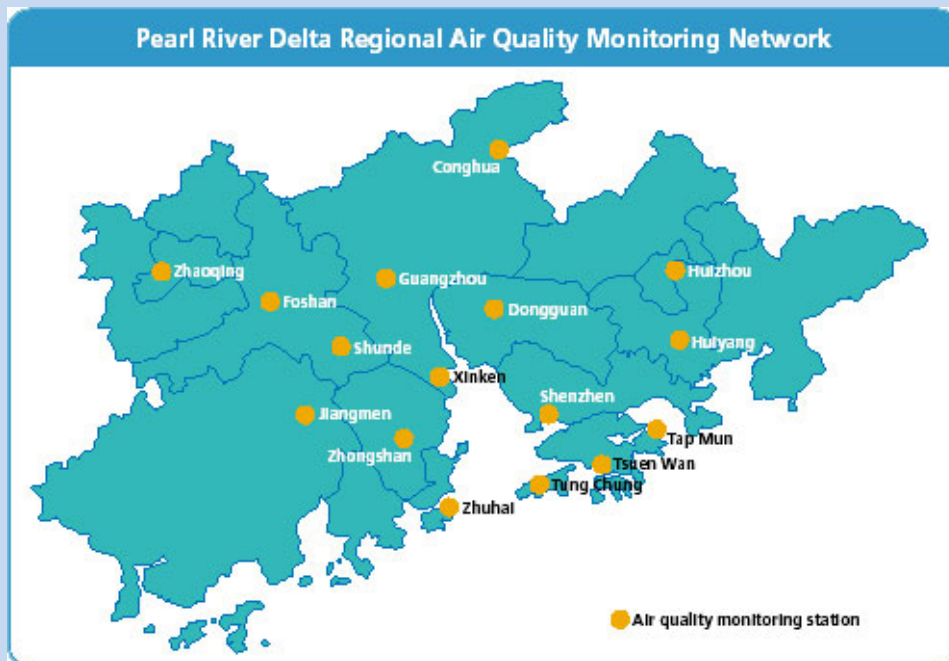 Pearl River Delta Regional Air Quality Monitoring Network
Conghua
Zhaoqing
Guangzhou
Huizhou
Foshan
Dongguan
Shunde
Huiyang
Xinken
Shenzhen
Jiangmen
Tap Mun
Zhongshan
Tsuen Wan
Tung Chung
Zhuhai
Air quality monitoring station